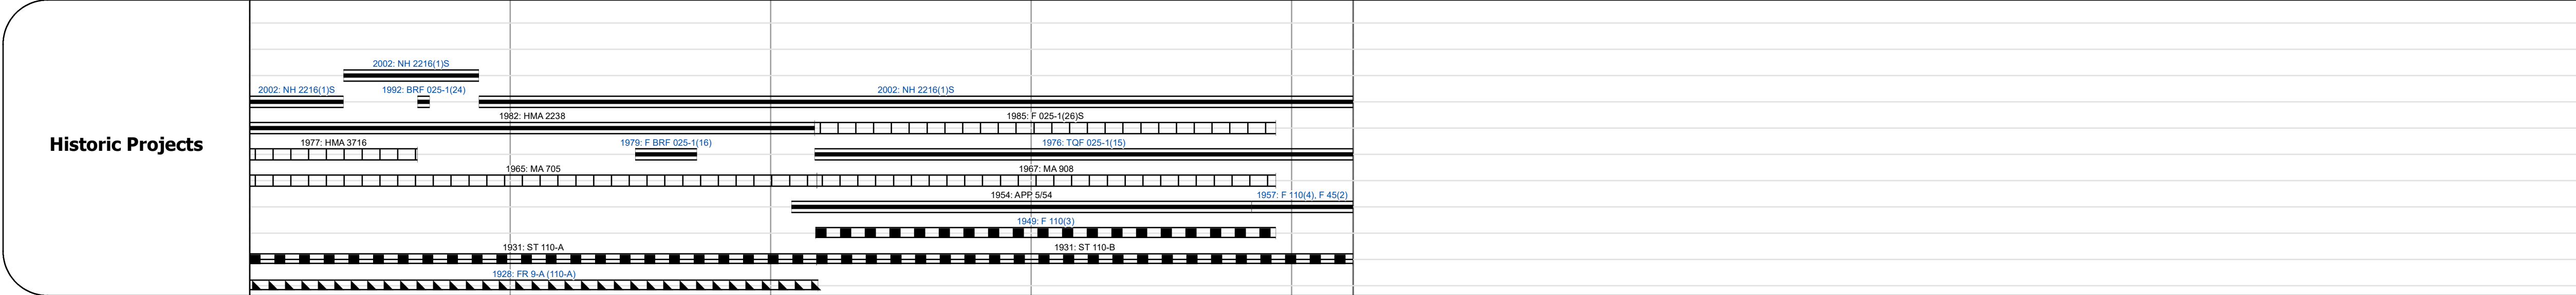 2002: NH 2216(1)S
2002: NH 2216(1)S 1992: BRF 025-1(24) 2002: NH 2216(1)S
1982: HMA 2238 1985: F 025-1(26)S
Historic Projects
1977: HMA 3716 1979: F BRF 025-1(16) 1976: TQF 025-1(15)
1965: MA 705 1967: MA 908
1954: APP 5/54 1957: F 110(4), F 45(2)
1949: F 110(3)
1931: ST 110-A 1931: ST 110-B
1928: FR 9-A (110-A)